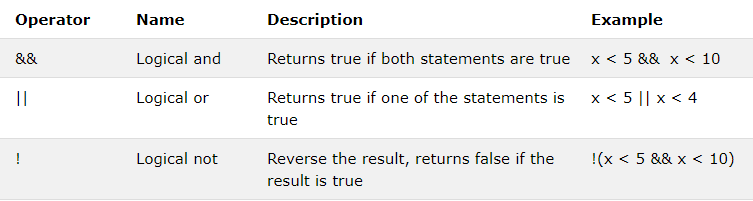 Operator Name Description Example
&& Logical and Returns true if both statements are true x < 5 &&  x < 10
|| Logical or Returns true if one of the statements is x < 5 || x < 4
true
! Logical not Reverse the result, returns false if the !(x < 5 && x < 10)
result is true